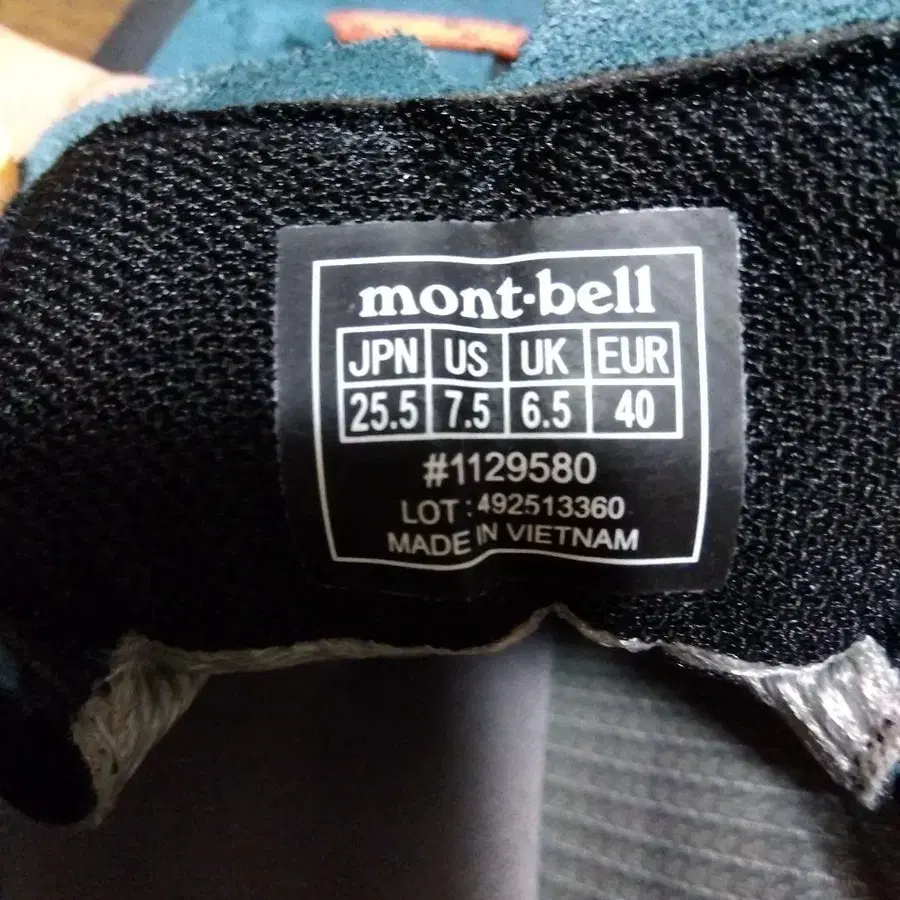 mont-bell
JPN US UK EUR
25.5 7.5 6.5 40
#1129580
LOT:492513360
MADE IN VIETNAM